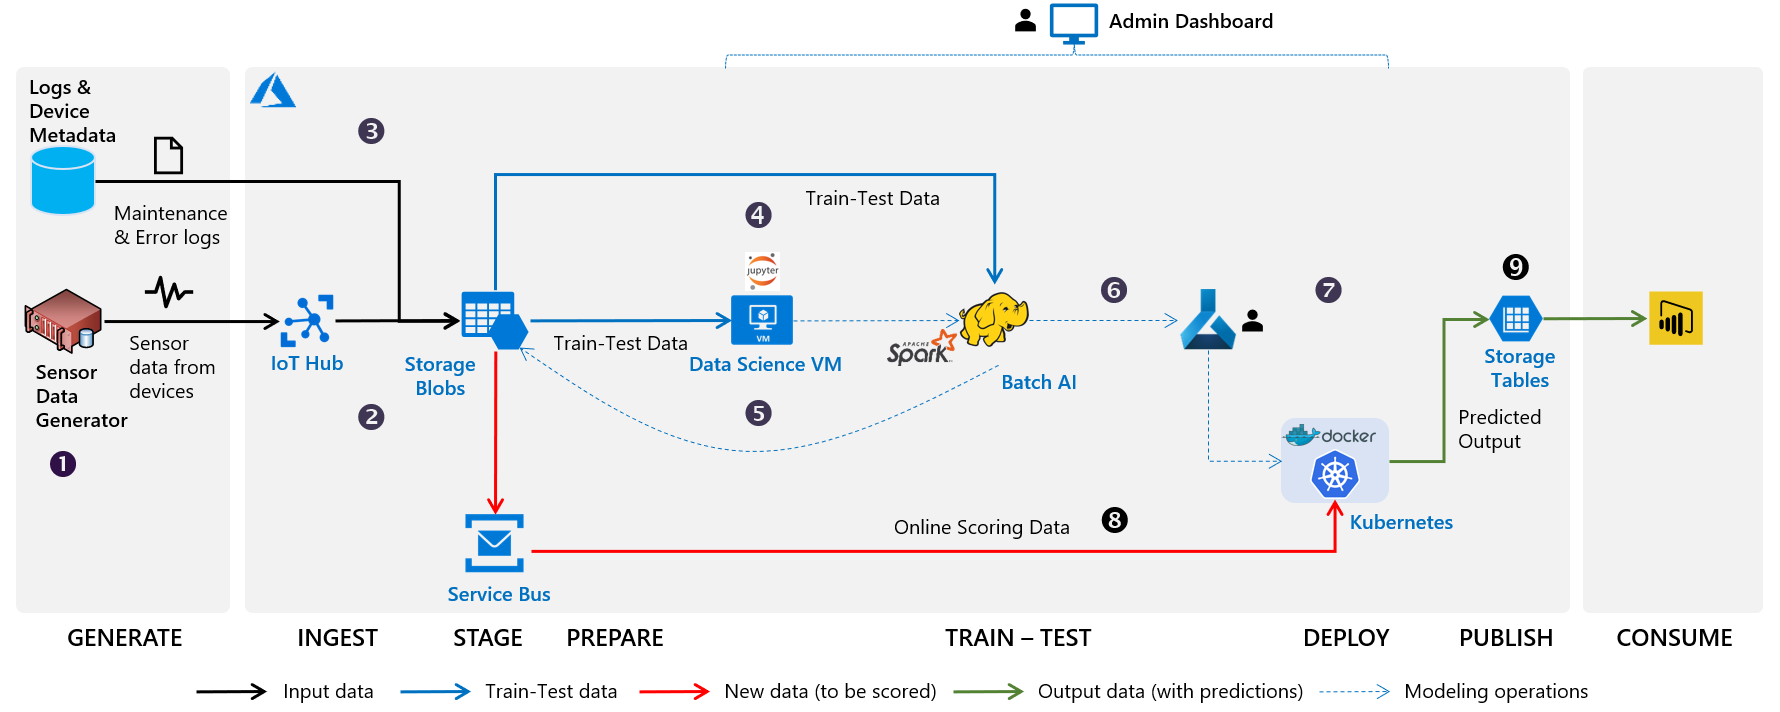 Admin Dashboard
Logs &
Device
Metadata
Maintenance
& Error logs
Sensor
data from
devices
Sensor
Data
Generator
1
3
2
IoT Hub
Storage
Blobs
Train-Test Data
4
jupyter
VM
Train-Test Data
Data Science VM
5
APACHE
Spark
Batch AI
6
7
docker
Kubernetes
Service Bus
Online Scoring Data
8
9
Storage
Tables
Predicted
Output
GENERATE
INGEST
STAGE
PREPARE
TRAIN – TEST
DEPLOY
PUBLISH
CONSUME
Input data
Train-Test data
New data (to be scored)
Output data (with predictions)
Modeling operations